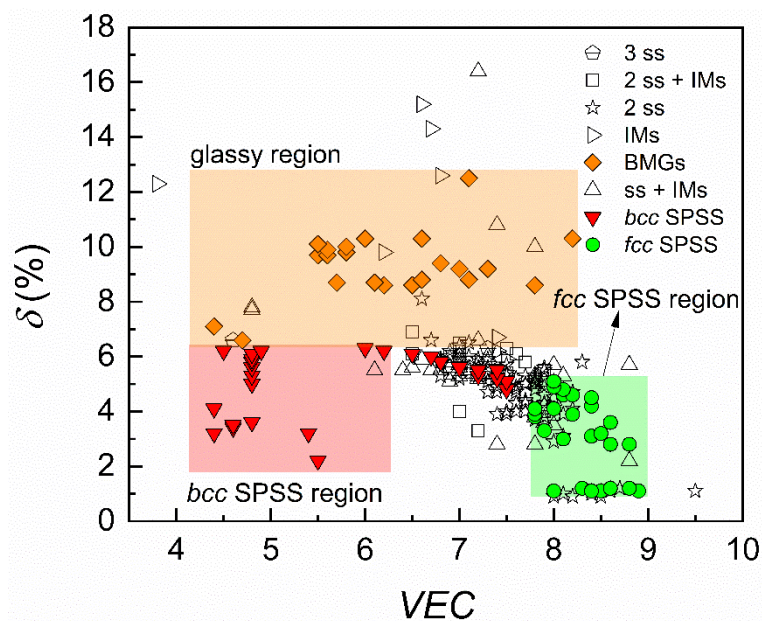 18
16
14
12
10
8
6
4
2
0
δ (%)
4
5
6
7
8
9
10
VEC
3 ss
2 ss + IMs
2 ss
IMs
BMGs
ss + IMs
bcc SPSS
fcc SPSS
glassy region
fcc SPSS region
bcc SPSS region